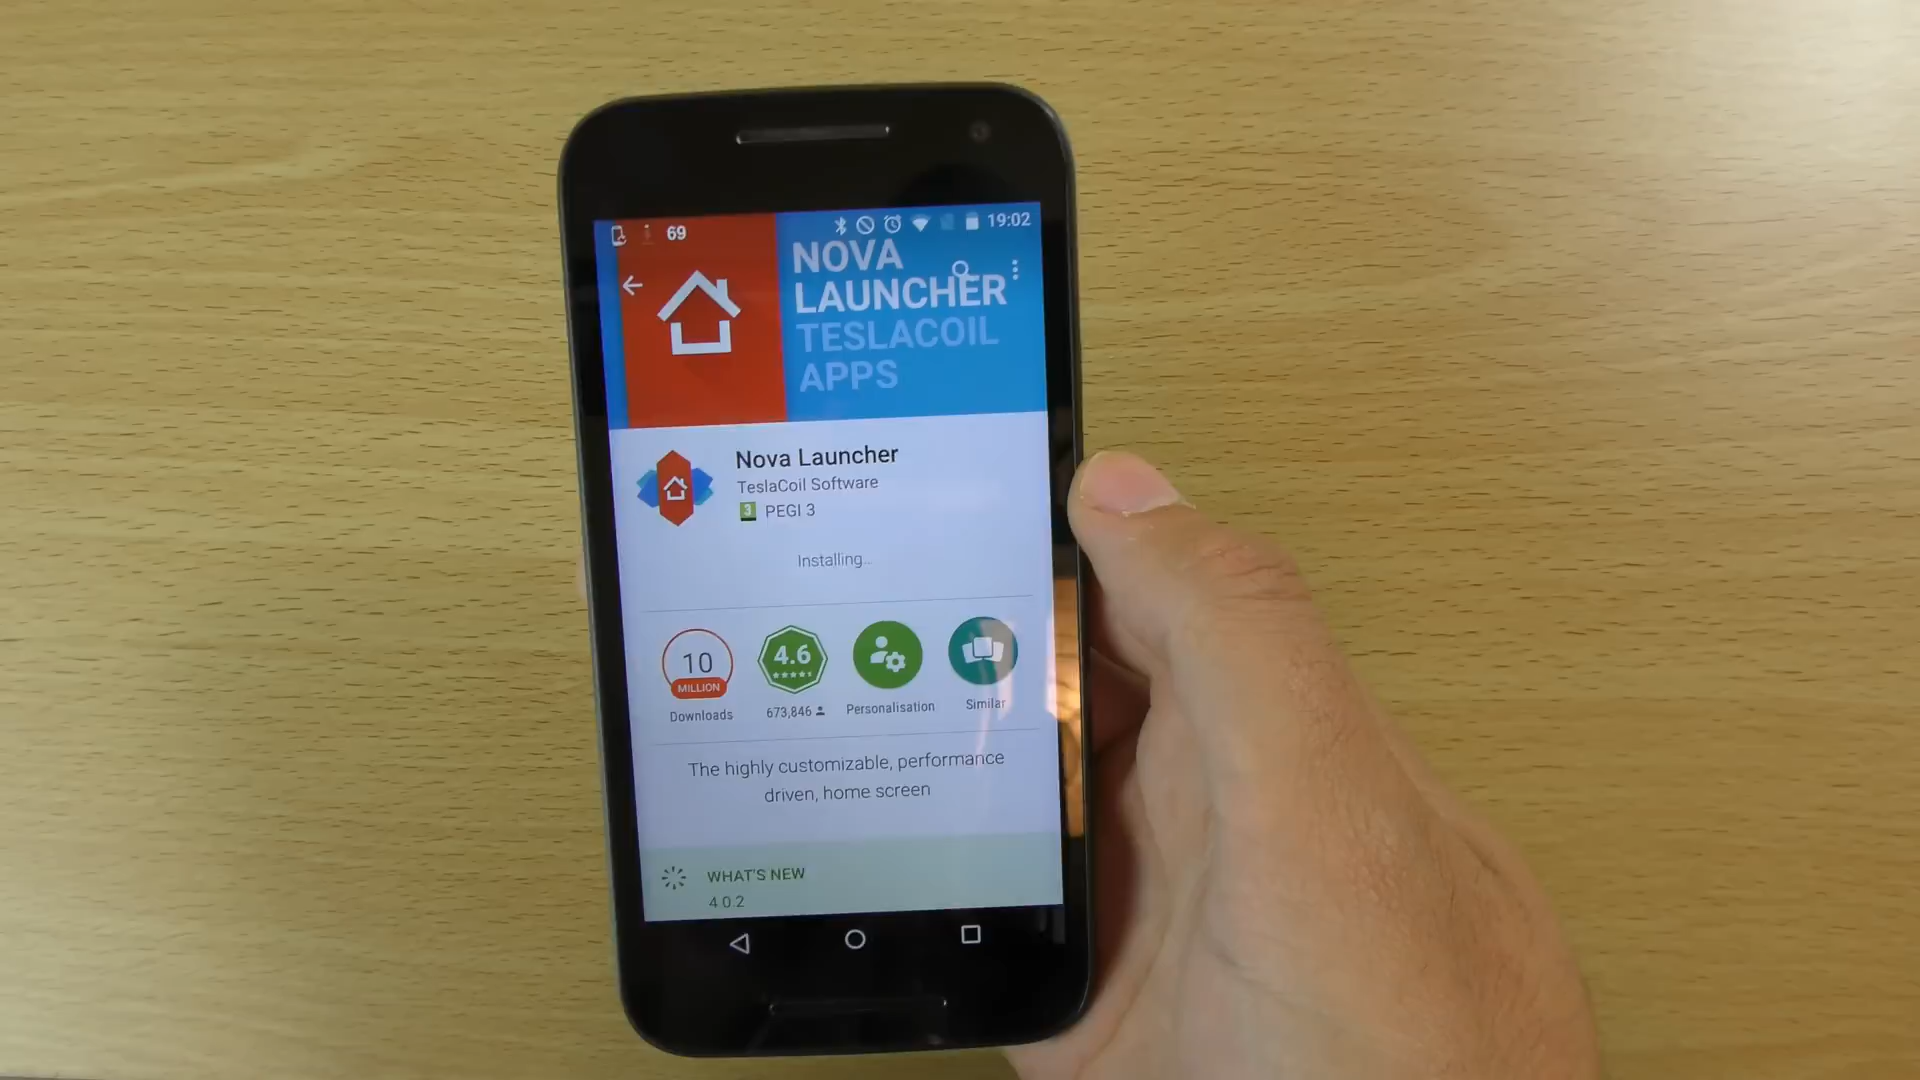 69 19:02
NOVA
LAUNCHER
TESLACOIL
APPS
Nova Launcher
TeslaCoil Software
3 PEGI 3
Installing...
10
MILLION
4.6
Downloads
673,846
Personalisation
Similar
The highly customizable, performance
driven, home screen
WHAT'S NEW
4.0.2